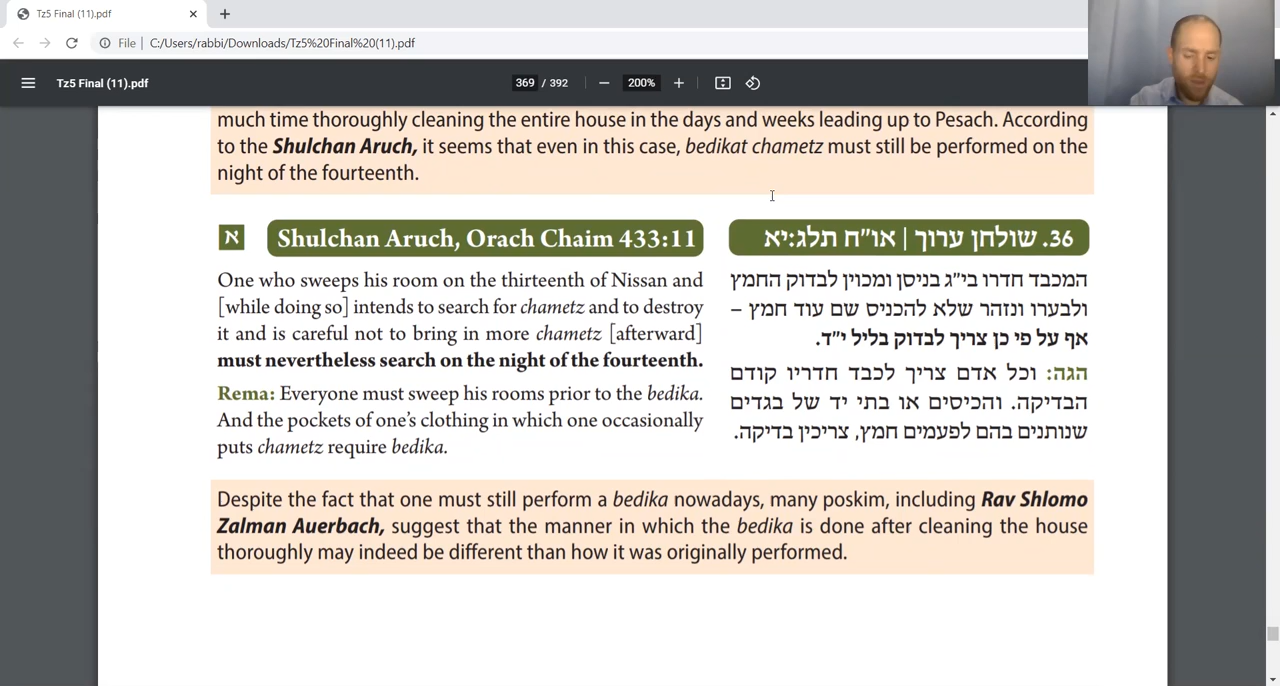 Tz5 Final (11).pdf
File | C:/Users/rabbi/Downloads/Tz5%20Final%20(11).pdf
Tz5 Final (11).pdf
369 / 392
200%
much time thoroughly cleaning the entire house in the days and weeks leading up to Pesach. According
to the Shulchan Aruch, it seems that even in this case, bedikat chametz must still be performed on the
night of the fourteenth.
א
Shulchan Aruch, Orach Chaim 433:11
One who sweeps his room on the thirteenth of Nissan and
[while doing so] intends to search for chametz and to destroy
it and is careful not to bring in more chametz [afterward]
must nevertheless search on the night of the fourteenth.
Rema: Everyone must sweep his rooms prior to the bedika.
And the pockets of one's clothing in which one occasionally
puts chametz require bedika.
36. שולחן ערוך | או"ח תלג:יא
המכבד חדרו בי"ג בניסן ומכוין לבדוק החמץ
ולבערו ונזהר שלא להכניס שם עוד חמץ –
אף על פי כן צריך לבדוק בליל י"ד.
הגה: וכל אדם צריך לכבד חדריו קודם
הבדיקה. והכיסים או בתי יד של בגדים
שנותנים בהם לפעמים חמץ, צריכין בדיקה.
Despite the fact that one must still perform a bedika nowadays, many poskim, including Rav Shlomo
Zalman Auerbach, suggest that the manner in which the bedika is done after cleaning the house
thoroughly may indeed be different than how it was originally performed.